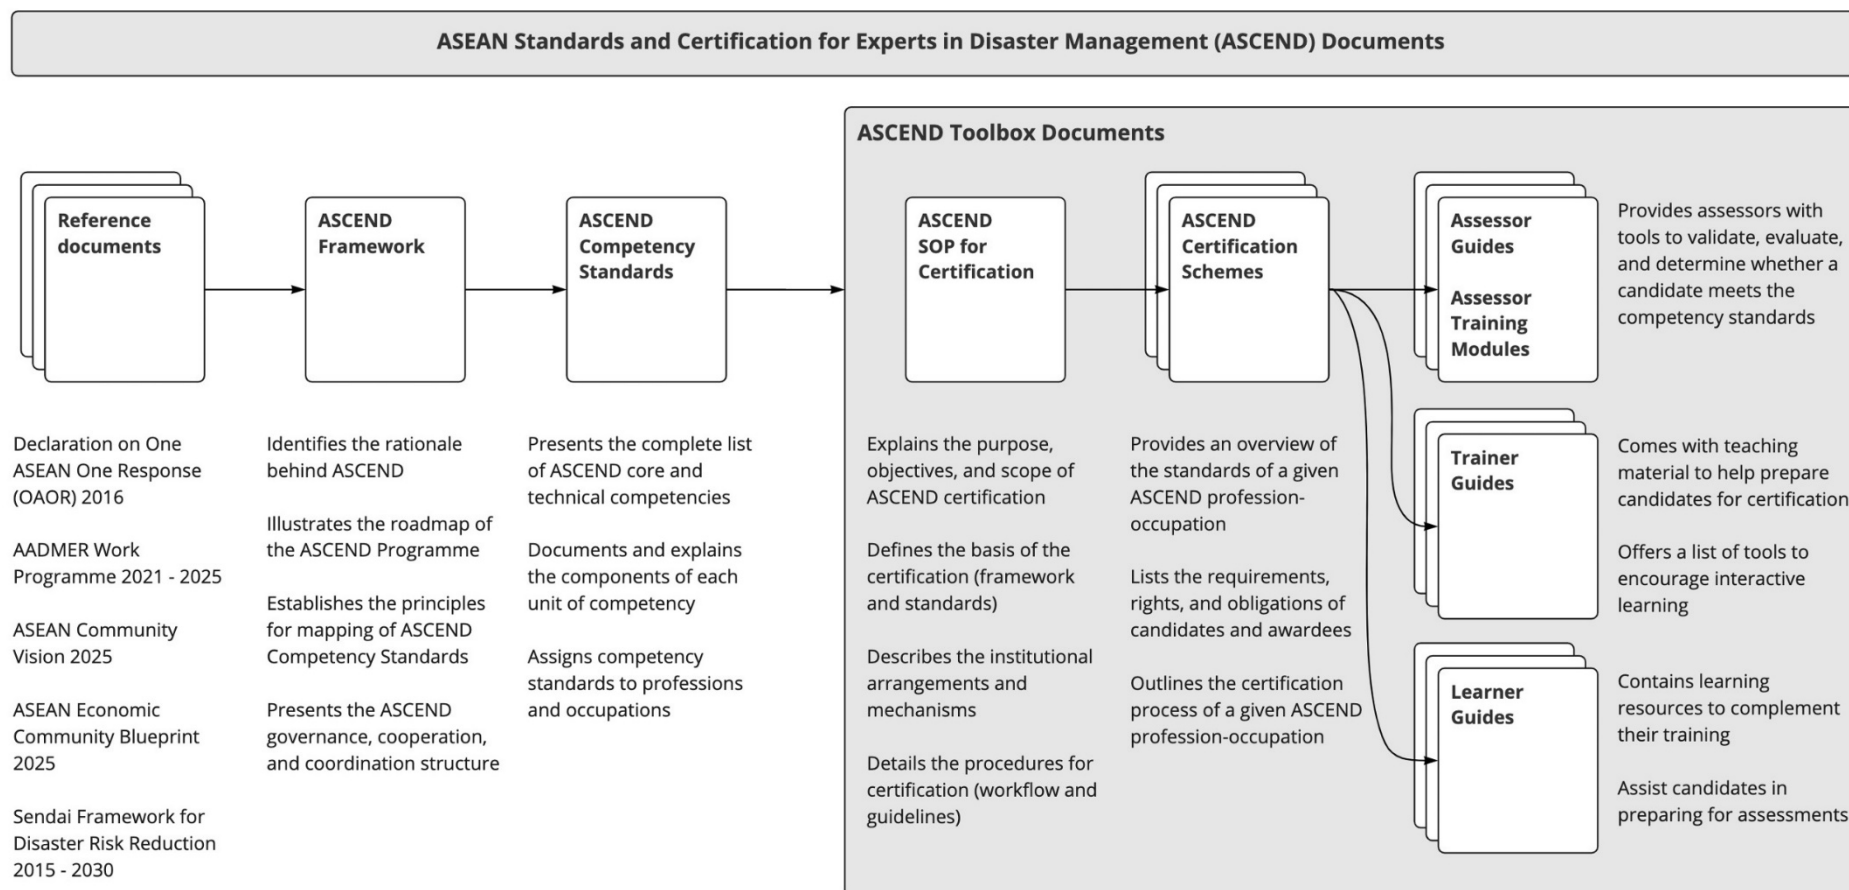 ASEAN Standards and Certification for Experts in Disaster Management (ASCEND) Documents
ASCEND Toolbox Documents
Reference
documents
ASCEND
Framework
ASCEND
Competency
Standards
ASCEND
SOP for
Certification
ASCEND
Certification
Schemes
Assessor
Guides
Assessor
Training
Modules
Provides assessors with
tools to validate, evaluate,
and determine whether a
candidate meets the
competency standards
Trainer
Guides
Comes with teaching
material to help prepare
candidates for certification
Offers a list of tools to
encourage interactive
learning
Learner
Guides
Contains learning
resources to complement
their training
Assist candidates in
preparing for assessments
Declaration on One
ASEAN One Response
(OAOR) 2016
AADMER Work
Programme 2021 - 2025
ASEAN Community
Vision 2025
ASEAN Economic
Community Blueprint
2025
Sendai Framework for
Disaster Risk Reduction
2015 - 2030
Identifies the rationale
behind ASCEND
Illustrates the roadmap of
the ASCEND Programme
Establishes the principles
for mapping of ASCEND
Competency Standards
Presents the ASCEND
governance, cooperation,
and coordination structure
Presents the complete list
of ASCEND core and
technical competencies
Documents and explains
the components of each
unit of competency
Assigns competency
standards to professions
and occupations
Explains the purpose,
objectives, and scope of
ASCEND certification
Defines the basis of the
certification (framework
and standards)
Describes the institutional
arrangements and
mechanisms
Details the procedures for
certification (workflow and
guidelines)
Provides an overview of
the standards of a given
ASCEND profession-
occupation
Lists the requirements,
rights, and obligations of
candidates and awardees
Outlines the certification
process of a given ASCEND
profession-occupation